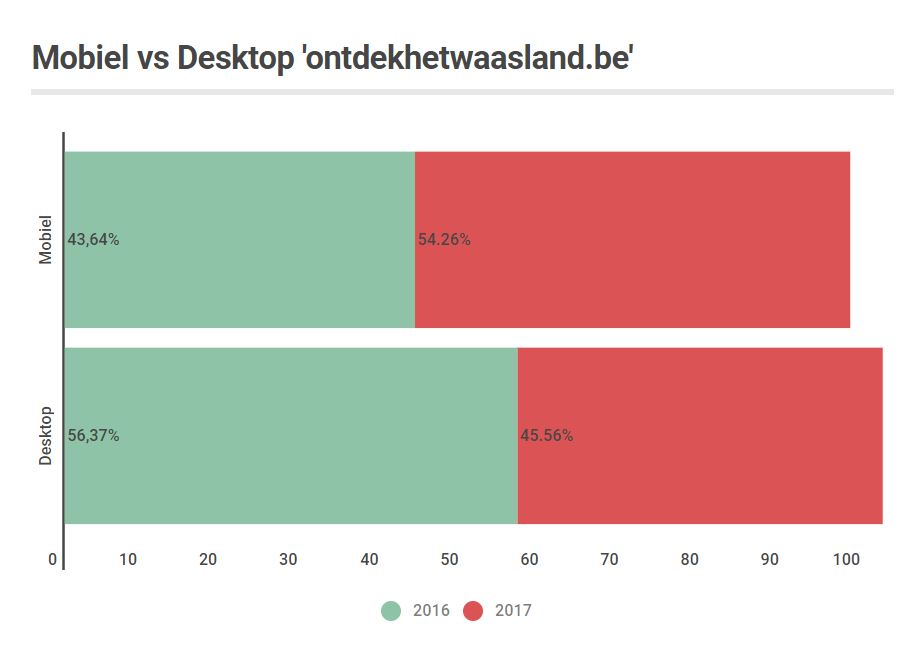 Mobiel vs Desktop 'ontdekhetwaasland.be'
Mobiel
43,64%
54.26%
Desktop
56,37%
45.56%
0 10 20 30 40 50 60 70 80 90 100
2016 2017